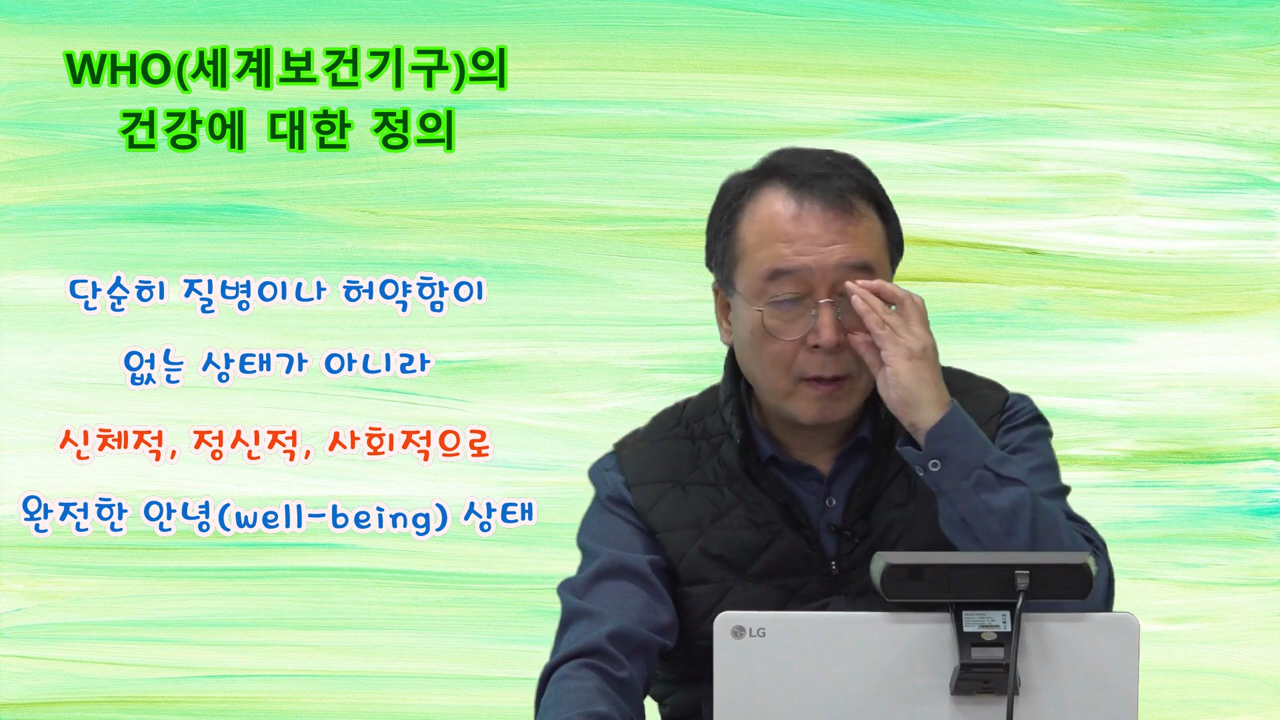 WHO(세계보건기구)의
건강에 대한 정의
단순히 질병이나 허약함이
없는 상태가 아니라
신체적, 정신적, 사회적으로
완전한 안녕(well-being) 상태
LG